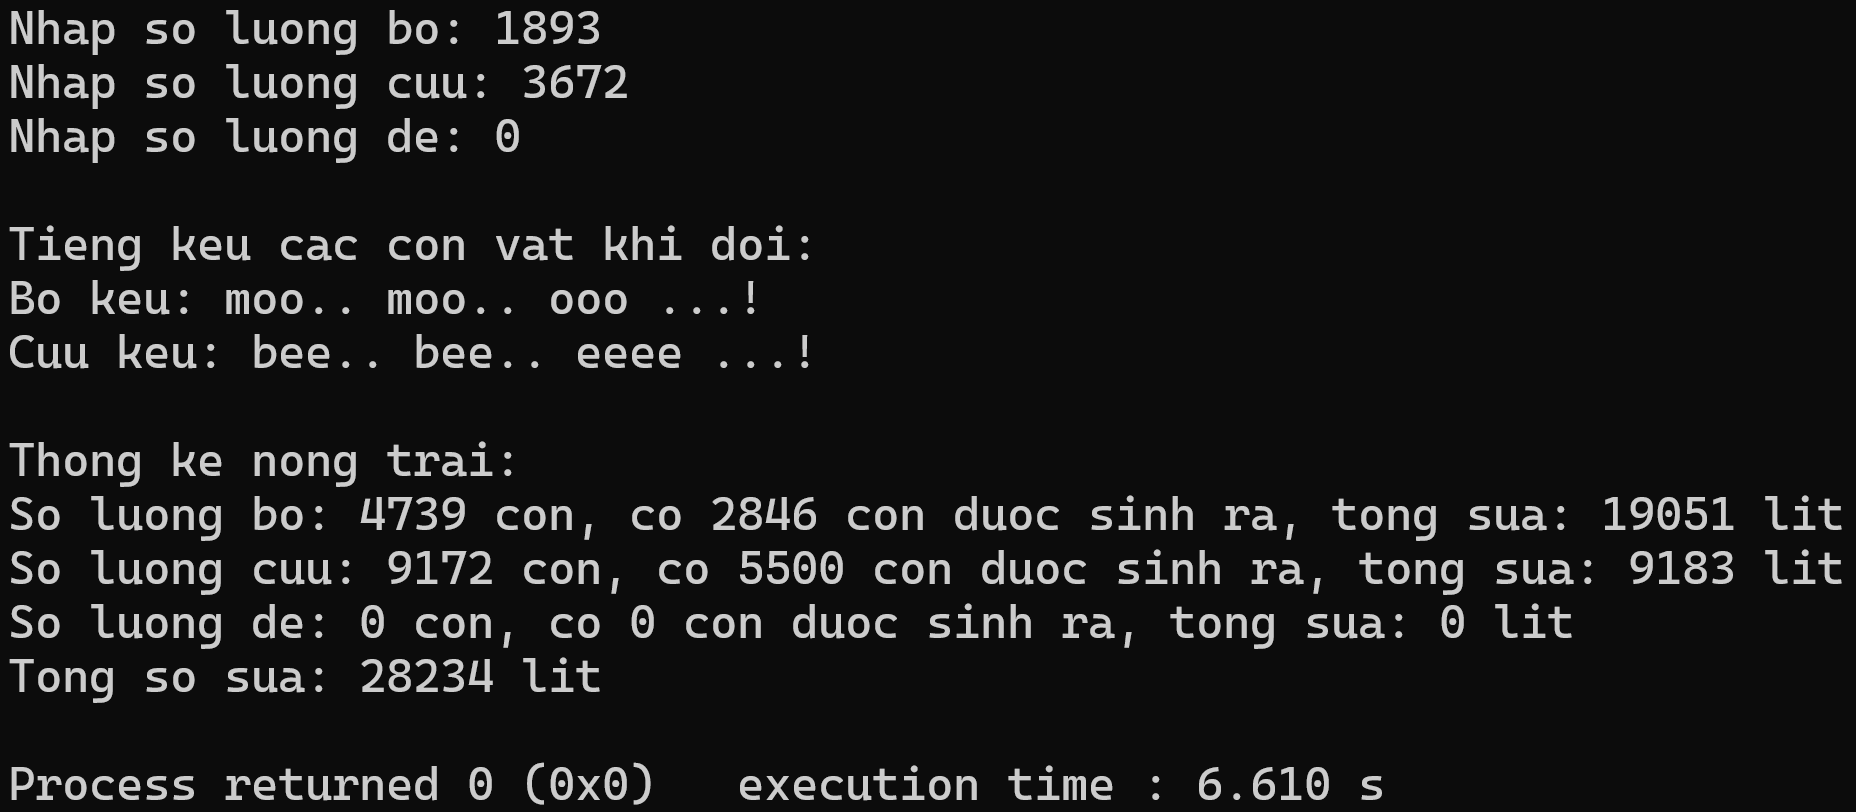 Nhap so luong bo: 1893
Nhap so luong cuu: 3672
Nhap so luong de: 0
Tieng keu cac con vat khi doi:
Bo keu: moo.. moo.. ooo ...!
Cuu keu: bee.. bee.. eeee ...!
Thong ke nong trai:
So luong bo: 4739 con, co 2846 con duoc sinh ra, tong sua: 19051 lit
So luong cuu: 9172 con, co 5500 con duoc sinh ra, tong sua: 9183 lit
So luong de: 0 con, co 0 con duoc sinh ra, tong sua: 0 lit
Tong so sua: 28234 lit
Process returned 0 (0x0)   execution time : 6.610 s